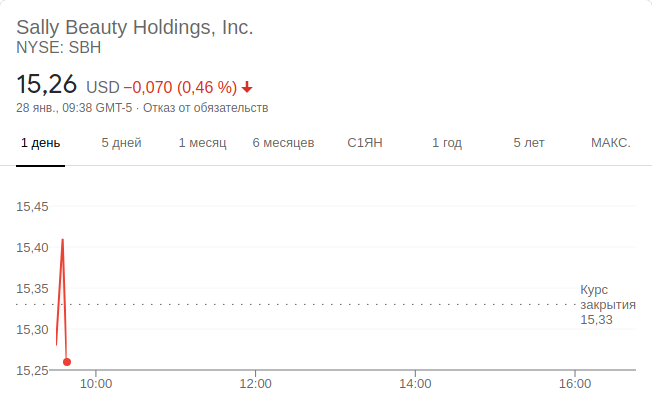 Sally Beauty Holdings, Inc.
NYSE: SBH
15,26 USD −0,070 (0,46 %)
28 янв., 09:38 GMT-5 · Отказ от обязательств
1 день 5 дней 1 месяц 6 месяцев С1ЯН 1 год 5 лет МАКС.
15,45
15,40
15,35
15,30
15,25
Курс
закрытия
15,33
10:00 12:00 14:00 16:00